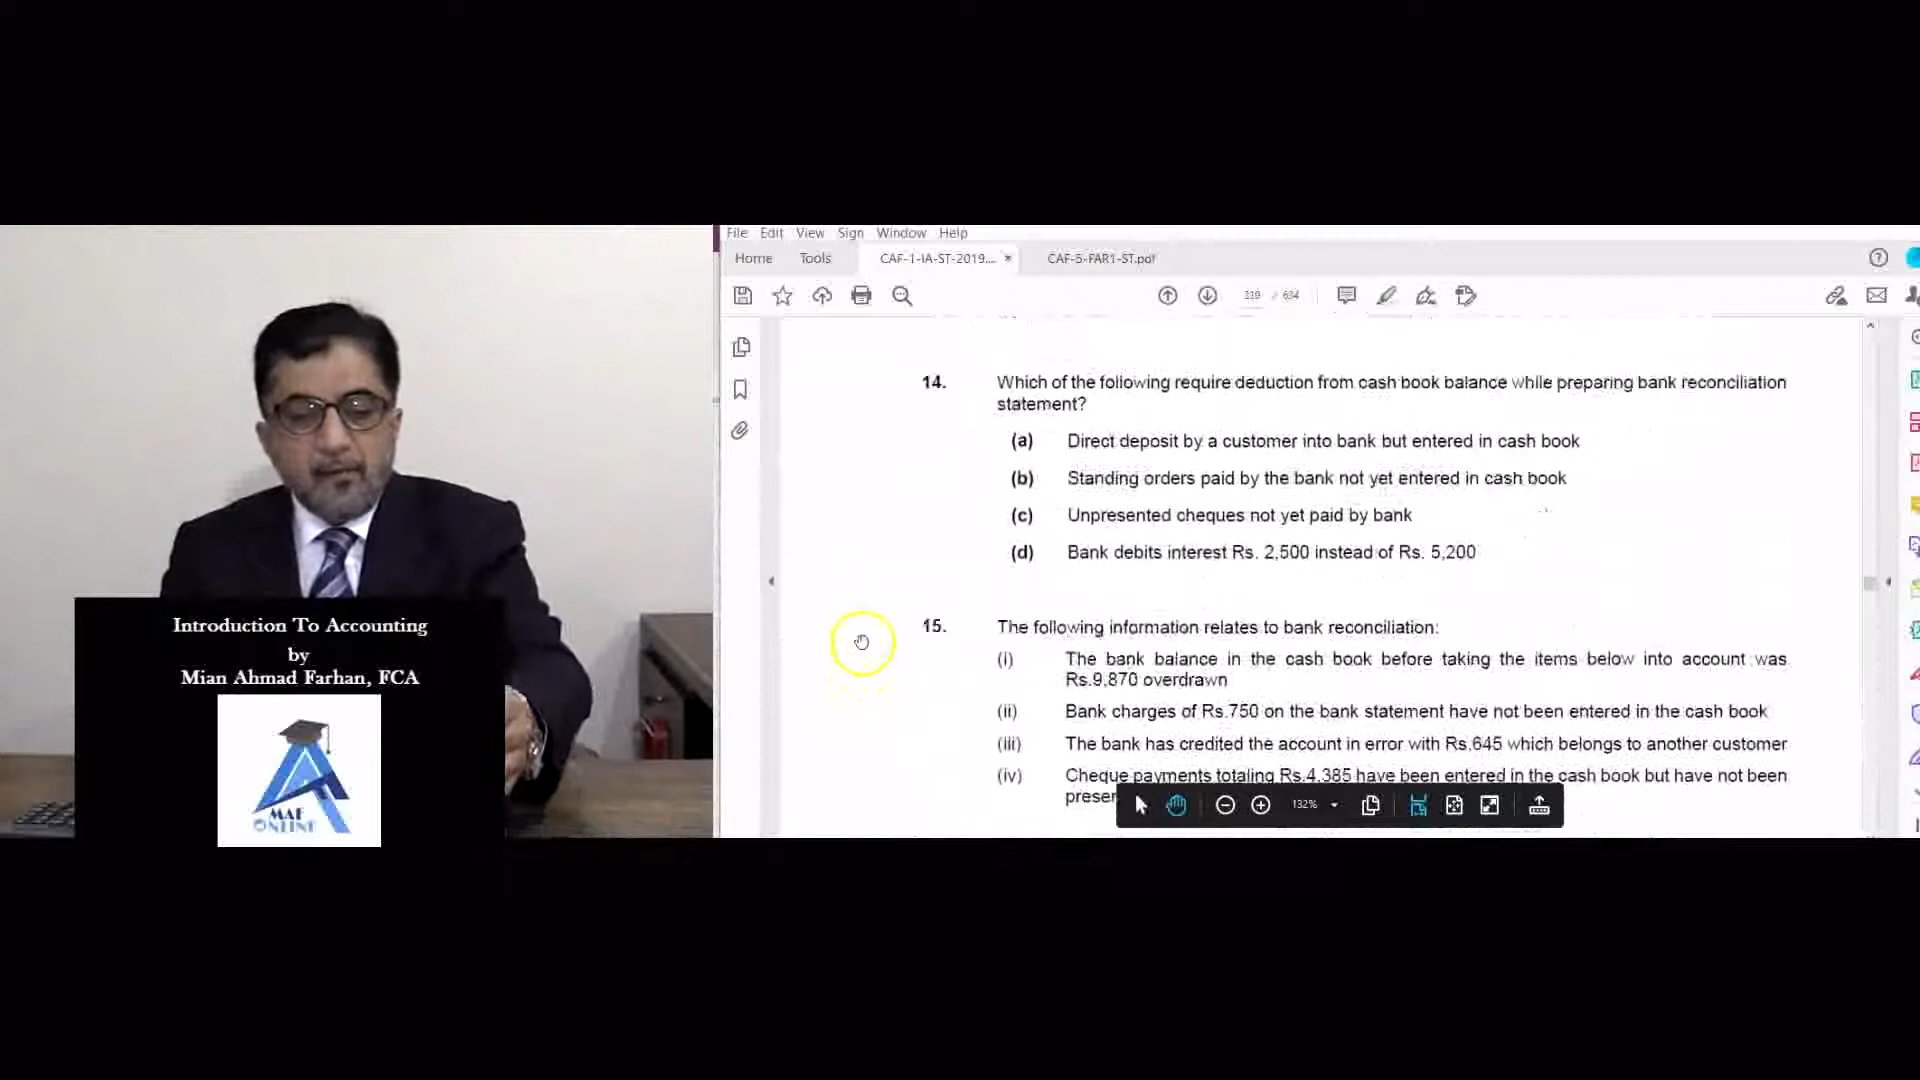 Introduction To Accounting
by
Mian Ahmad Farhan, FCA
MAF
ONLINE
File Edit View Sign Window Help
Home Tools CAF-1-IA-ST-2019.... × CAF-5-FAR1-ST.pdf
/ 634
14. Which of the following require deduction from cash book balance while preparing bank reconciliation
statement?
(a) Direct deposit by a customer into bank but entered in cash book
(b) Standing orders paid by the bank not yet entered in cash book
(c) Unpresented cheques not yet paid by bank
(d) Bank debits interest Rs. 2,500 instead of Rs. 5,200
15. The following information relates to bank reconciliation:
(i) The bank balance in the cash book before taking the items below into account was
Rs.9,870 overdrawn
(ii) Bank charges of Rs.750 on the bank statement have not been entered in the cash book
(iii) The bank has credited the account in error with Rs.645 which belongs to another customer
(iv) Cheque payments totaling Rs.4,385 have been entered in the cash book but have not been
presen
132%